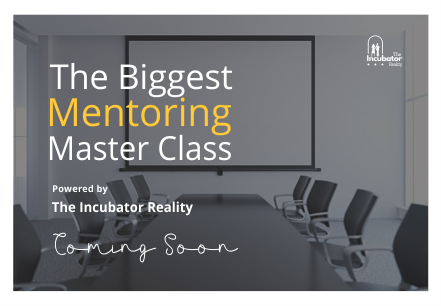 The
Incubator
Reality
The Biggest
Mentoring
Master Class
Powered by
The Incubator Reality
Coming Soon